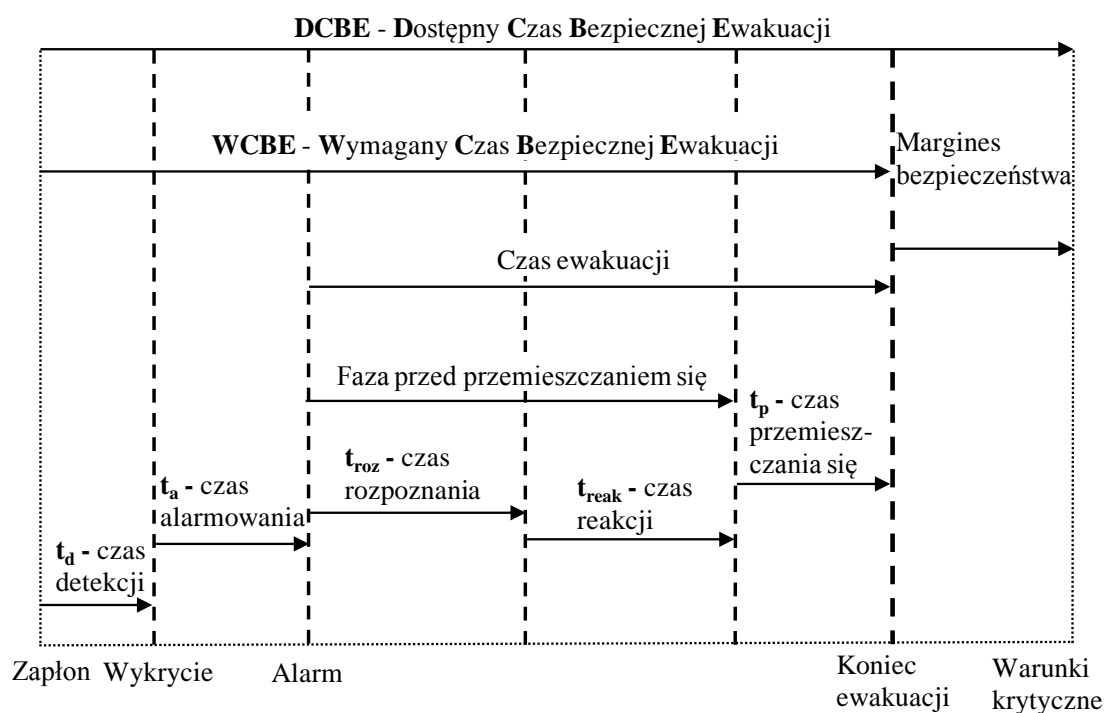 DCBE - Dostępny Czas Bezpiecznej Ewakuacji
WCBE - Wymagany Czas Bezpiecznej Ewakuacji
Margines
bezpieczeństwa
Czas ewakuacji
Faza przed przemieszczaniem się
tp - czas
przemiesz-
czania się
troz - czas
rozpoznania
treak - czas
reakcji
ta - czas
alarmowania
td - czas
detekcji
Zapłon Wykrycie Alarm
Koniec
ewakuacji
Warunki
krytyczne